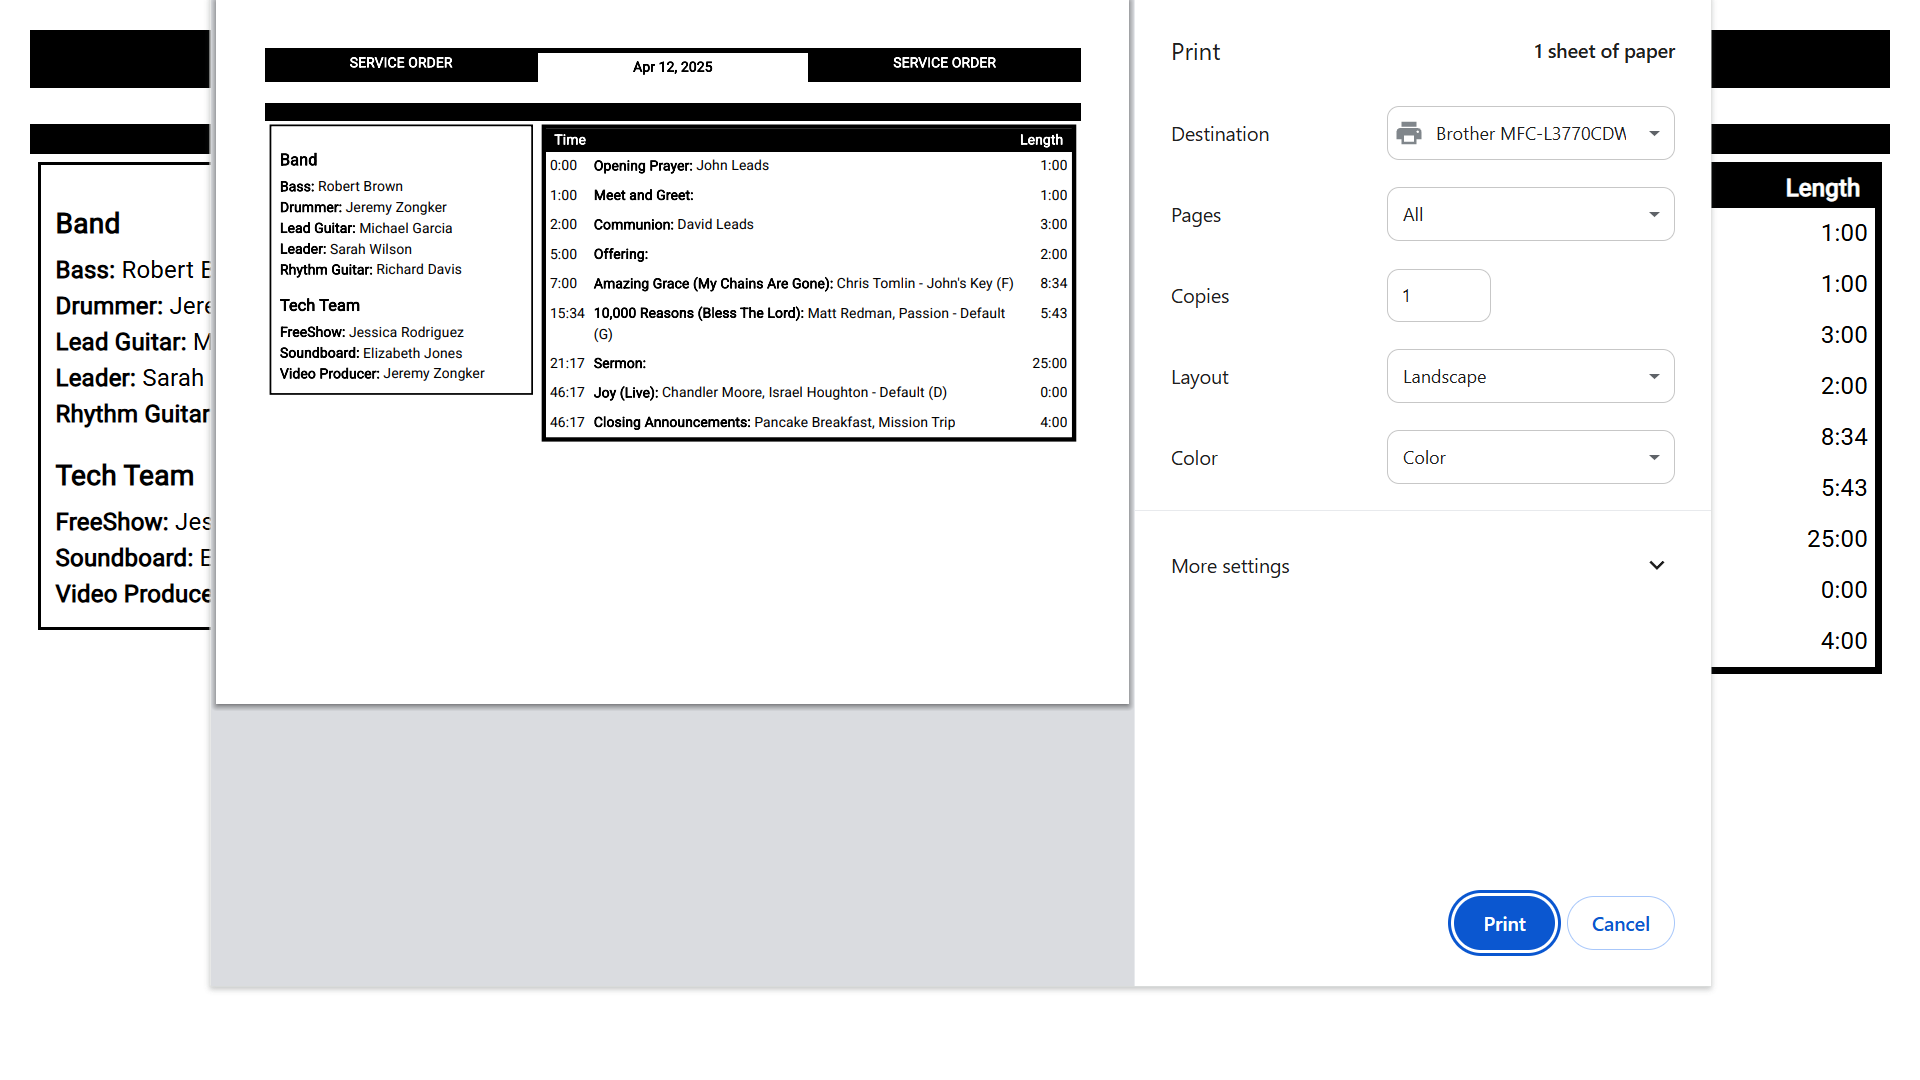 SERVICE ORDER
Apr 12, 2025
SERVICE ORDER
Band
Bass: Robert Brown
Drummer: Jeremy Zongker
Lead Guitar: Michael Garcia
Leader: Sarah Wilson
Rhythm Guitar: Richard Davis
Tech Team
FreeShow: Jessica Rodriguez
Soundboard: Elizabeth Jones
Video Producer: Jeremy Zongker
Time Length
0:00 Opening Prayer: John Leads 1:00
1:00 Meet and Greet: 1:00
2:00 Communion: David Leads 3:00
5:00 Offering: 2:00
7:00 Amazing Grace (My Chains Are Gone): Chris Tomlin - John's Key (F) 8:34
15:34 10,000 Reasons (Bless The Lord): Matt Redman, Passion - Default 5:43
(G)
21:17 Sermon: 25:00
46:17 Joy (Live): Chandler Moore, Israel Houghton - Default (D) 0:00
46:17 Closing Announcements: Pancake Breakfast, Mission Trip 4:00
Print 1 sheet of paper
Destination Brother MFC-L3770CDW
Pages All
Copies 1
Layout Landscape
Color Color
More settings
Print Cancel
Band
Bass: Robert
Drummer: Jere
Lead Guitar: M
Leader: Sarah
Rhythm Guitar
Tech Team
FreeShow: Jes
Soundboard: E
Video Produce
Length
1:00
1:00
3:00
2:00
8:34
5:43
25:00
0:00
4:00